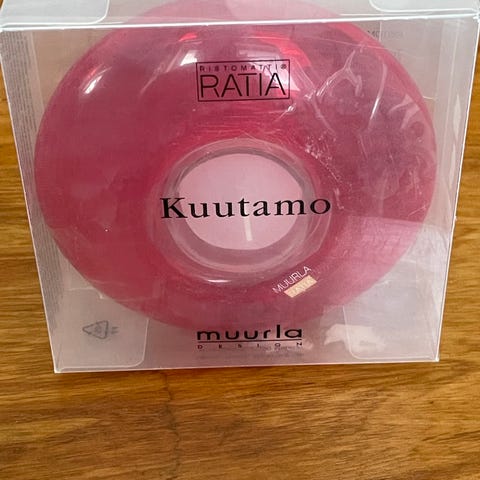 RISTOMATTI®
RATIA
Kuutamo
MUURLA
RATIA
muurla
DESIGN